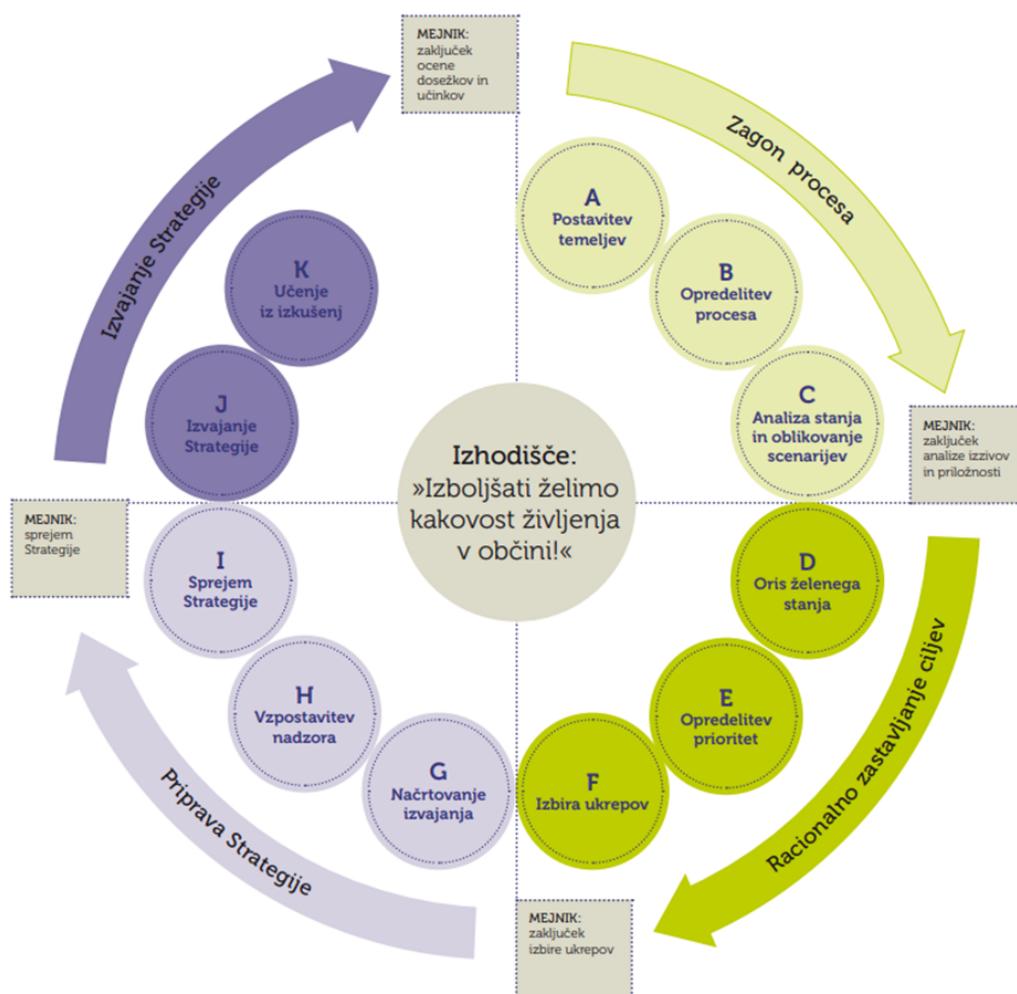 MEJNIK:
zaključek
ocene
dosežkov in
učinkov
Zagon procesa
A
Postavitev
temeljev
B
Opredelitev
procesa
C
Analiza stanja
in oblikovanje
scenarijev
MEJNIK:
zaključek
analize izzivov
in priložnosti
Izhodišče:
»Izboljšati želimo
kakovost življenja
v občini!«
D
Oris želenega
stanja
E
Opredelitev
prioritet
F
Izbira ukrepov
Racionalno zastavljanje ciljev
MEJNIK:
zaključek
izbire ukrepov
G
Načrtovanje
izvajanja
H
Vzpostavitev
nadzora
I
Sprejem
Strategije
Priprava Strategije
MEJNIK:
sprejem
Strategije
J
Izvajanje
Strategije
K
Učenje
iz izkušenj
Izvajanje Strategije